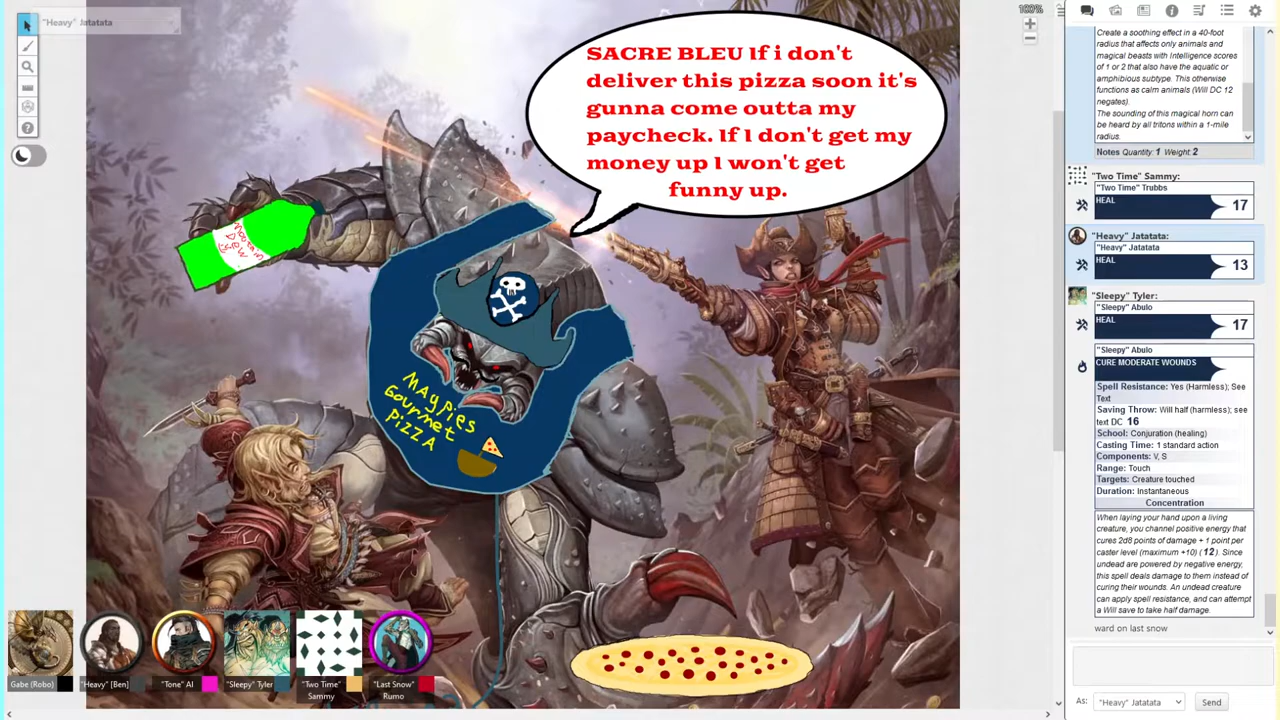 "Heavy" Jatatata
100%
SACRE BLEU If i don't
deliver this pizza soon it's
gunna come outta my
paycheck. If I don't get my
money up I won't get
funny up.
Mountain
Dew
MAgpies
Gourmet
pizzA
Gabe (Robo)
"Heavy" [Ben]
"Tone" Al
"Sleepy" Tyler
"Two Time"
Sammy
"Last Snow"
Rumo
Create a soothing effect in a 40-foot
radius that affects only animals and
magical beasts with Intelligence scores
of 1 or 2 that also have the aquatic or
amphibious subtype. This otherwise
functions as calm animals (Will DC 12
negates).
The sounding of this magical horn can
be heard by all tritons within a 1-mile
radius.
Notes Quantity: 1 Weight: 2
"Two Time" Sammy:
"Two Time" Trubbs
HEAL 17
"Heavy" Jatatata:
"Heavy" Jatatata
HEAL 13
"Sleepy" Tyler:
"Sleepy" Abulo
HEAL 17
"Sleepy" Abulo
CURE MODERATE WOUNDS
Spell Resistance: Yes (Harmless); See
Text
Saving Throw: Will half (harmless); see
text DC 16
School: Conjuration (healing)
Casting Time: 1 standard action
Components: V, S
Range: Touch
Targets: Creature touched
Duration: Instantaneous
Concentration
When laying your hand upon a living
creature, you channel positive energy that
cures 2d8 points of damage + 1 point per
caster level (maximum +10) (12). Since
undead are powered by negative energy,
this spell deals damage to them instead of
curing their wounds. An undead creature
can apply spell resistance, and can attempt
a Will save to take half damage.
ward on last snow
As: "Heavy" Jatatata Send